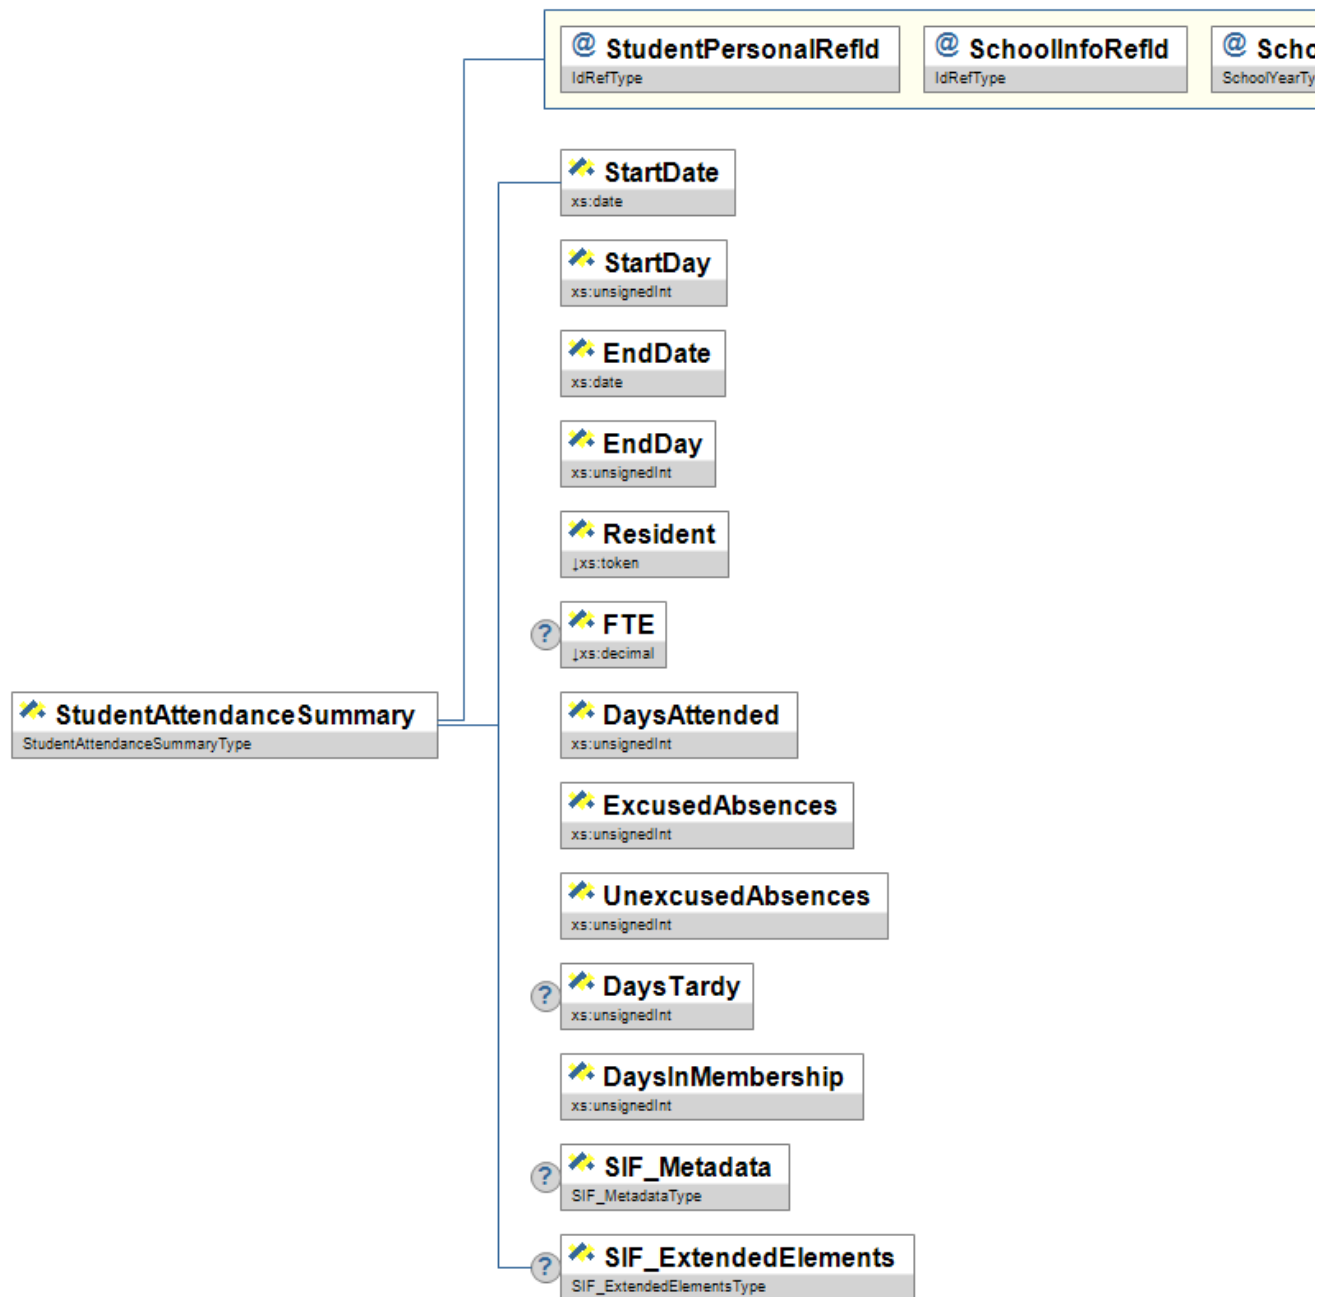 @ StudentPersonalRefId
IdRefType
@ SchoolInfoRefId
IdRefType
@ Scho
SchoolYearTy
StartDate
xs:date
StartDay
xs:unsignedInt
EndDate
xs:date
EndDay
xs:unsignedInt
Resident
↓xs:token
? FTE
↓xs:decimal
StudentAttendanceSummary
StudentAttendanceSummaryType
DaysAttended
xs:unsignedInt
ExcusedAbsences
xs:unsignedInt
UnexcusedAbsences
xs:unsignedInt
? DaysTardy
xs:unsignedInt
DaysInMembership
xs:unsignedInt
? SIF_Metadata
SIF_MetadataType
? SIF_ExtendedElements
SIF_ExtendedElementsType